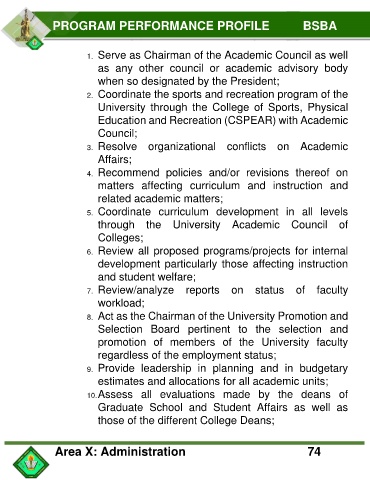 PROGRAM PERFORMANCE PROFILE BSBA
1. Serve as Chairman of the Academic Council as well
as any other council or academic advisory body
when so designated by the President;
2. Coordinate the sports and recreation program of the
University through the College of Sports, Physical
Education and Recreation (CSPEAR) with Academic
Council;
3. Resolve organizational conflicts on Academic
Affairs;
4. Recommend policies and/or revisions thereof on
matters affecting curriculum and instruction and
related academic matters;
5. Coordinate curriculum development in all levels
through the University Academic Council of
Colleges;
6. Review all proposed programs/projects for internal
development particularly those affecting instruction
and student welfare;
7. Review/analyze reports on status of faculty
workload;
8. Act as the Chairman of the University Promotion and
Selection Board pertinent to the selection and
promotion of members of the University faculty
regardless of the employment status;
9. Provide leadership in planning and in budgetary
estimates and allocations for all academic units;
10. Assess all evaluations made by the deans of
Graduate School and Student Affairs as well as
those of the different College Deans;
Area X: Administration 74